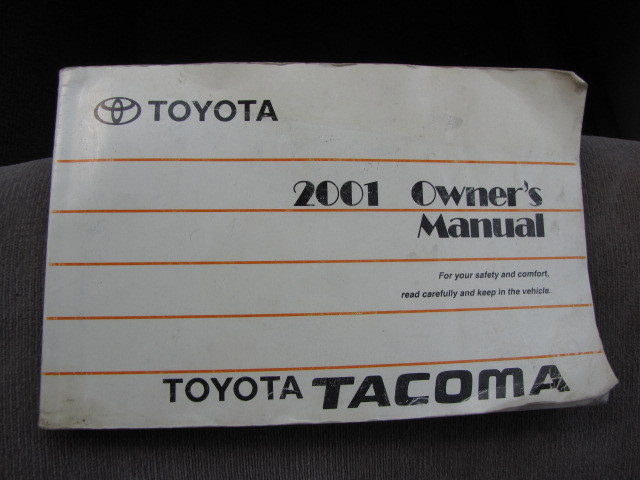 TOYOTA
2001 Owner's
Manual
For your safety and comfort,
read carefully and keep in the vehicle.
TOYOTA TACOMA